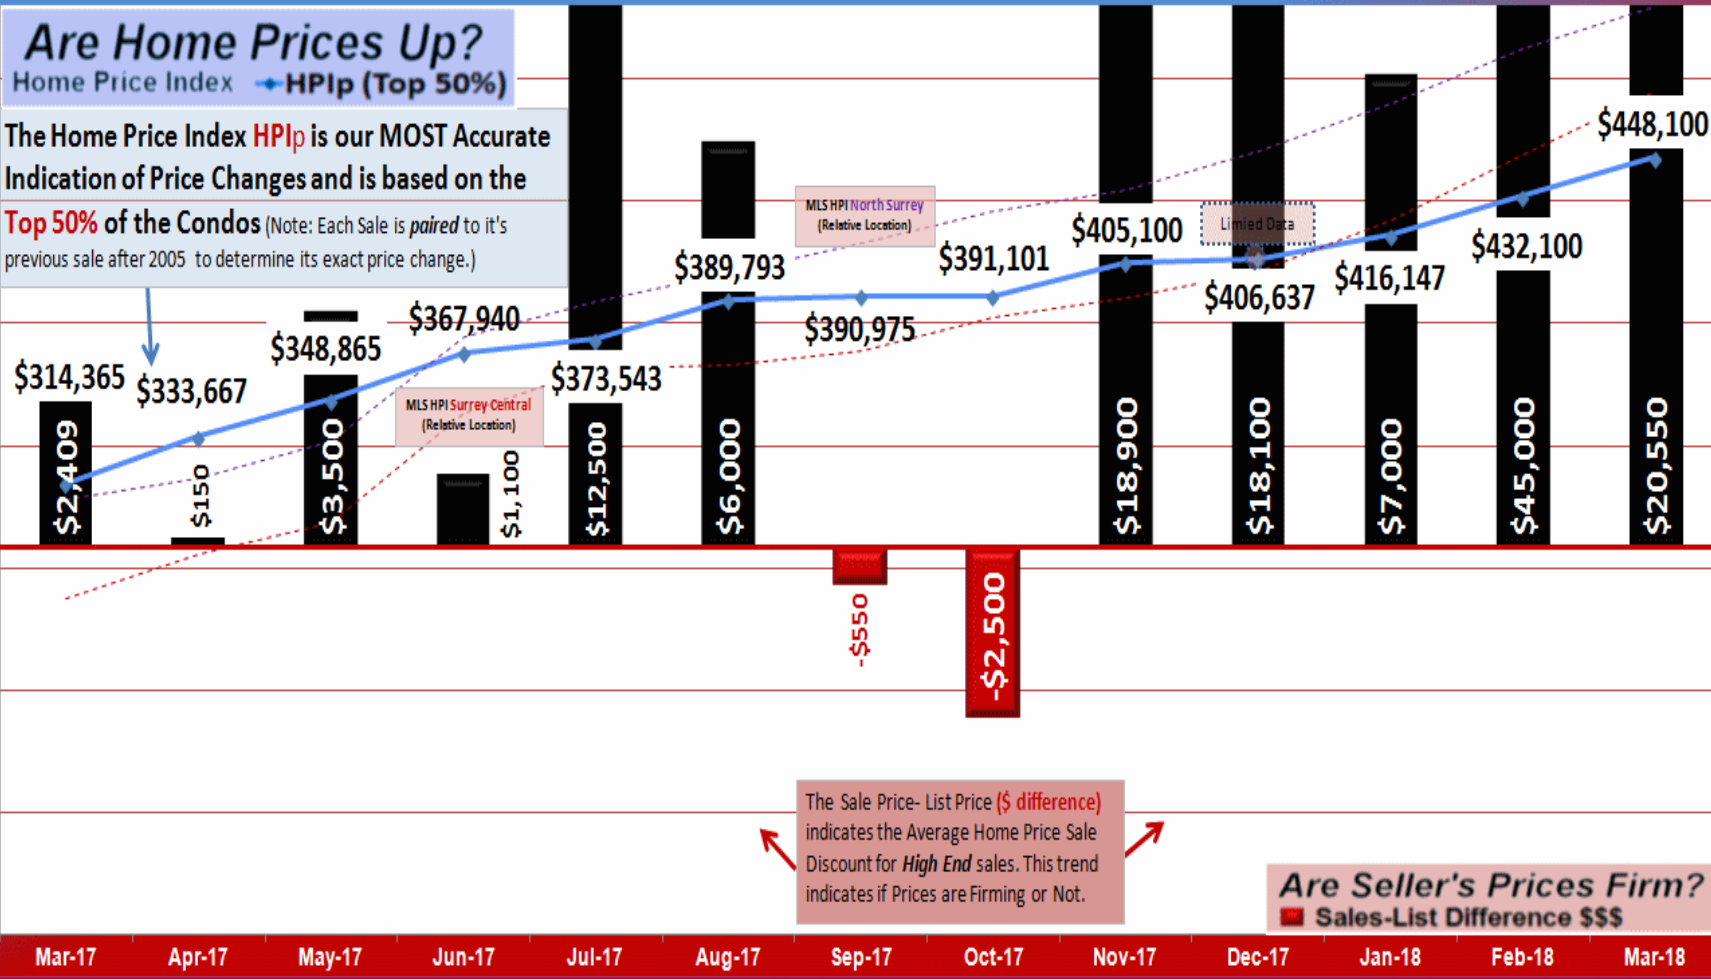 Are Home Prices Up?
Home Price Index HPIp (Top 50%)
The Home Price Index HPIp is our MOST Accurate
Indication of Price Changes and is based on the
Top 50% of the Condos (Note: Each Sale is paired to it's
previous sale after 2005 to determine its exact price change.)
MLS HPI North Surrey
(Relative Location)
MLS HPI Surrey Central
(Relative Location)
Limied Data
$314,365
$333,667
$348,865
$367,940
$373,543
$389,793
$390,975
$391,101
$405,100
$406,637
$416,147
$432,100
$448,100
$2,409
$150
$3,500
$1,100
$12,500
$6,000
-$550
-$2,500
$18,900
$18,100
$7,000
$45,000
$20,550
The Sale Price- List Price ($ difference)
indicates the Average Home Price Sale
Discount for High End sales. This trend
indicates if Prices are Firming or Not.
Are Seller's Prices Firm?
Sales-List Difference $$$
Mar-17 Apr-17 May-17 Jun-17 Jul-17 Aug-17 Sep-17 Oct-17 Nov-17 Dec-17 Jan-18 Feb-18 Mar-18